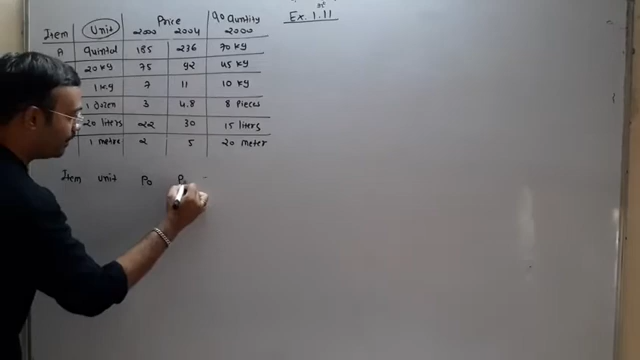 Ex. 1.11
Price q0 Quntity
Item Unit 2000 2004 2000
A quintal 185 236 70 Kg
20 Kg 75 92 45 Kg
1 Kg 7 11 10 Kg
1 dozen 3 4.8 8 Pieces
20 liters 22 30 15 liters
1 metre 2 5 20 meter
Item unit P0